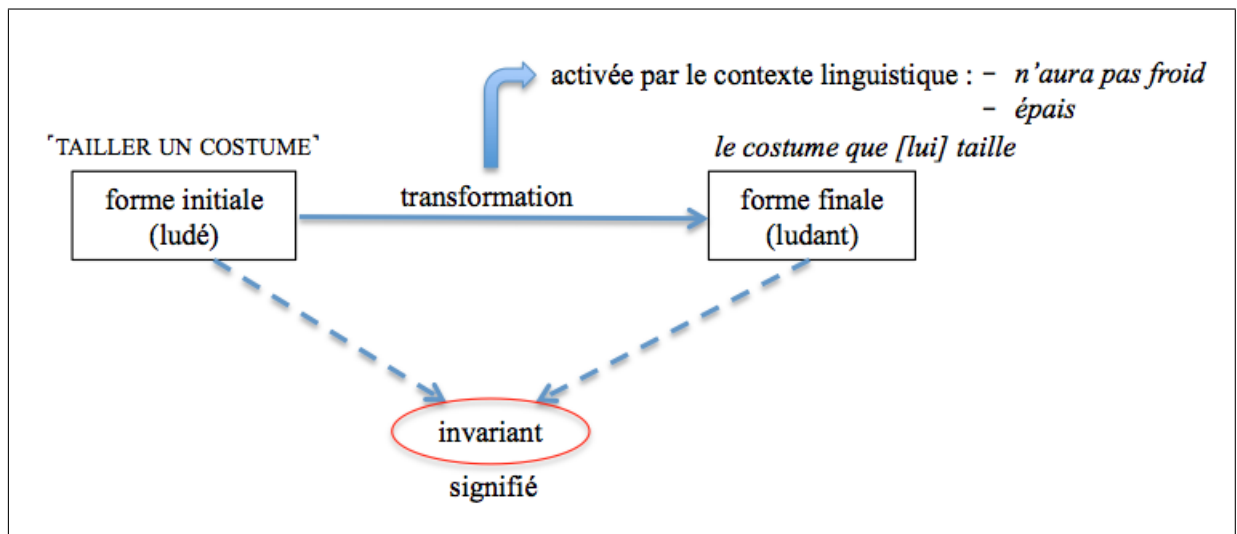 activée par le contexte linguistique : – n’aura pas froid
– épais
⌜TAILLER UN COSTUME⌝
le costume que [lui] taille
forme initiale
(ludé)
transformation
forme finale
(ludant)
invariant
signifié